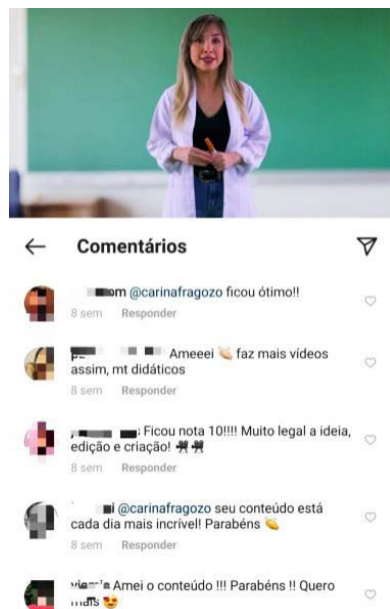 Comentários
@carinafragozo ficou ótimo!!
8 sem Responder
Ameeei 👏 faz mais vídeos
assim, mt didáticos
8 sem Responder
: Ficou nota 10!!!! Muito legal a ideia,
edição e criação! 🎥🎥
8 sem Responder
@carinafragozo seu conteúdo está
cada dia mais incrível! Parabéns 👏
8 sem Responder
Amei o conteúdo !!! Parabéns !! Quero
mais 😍